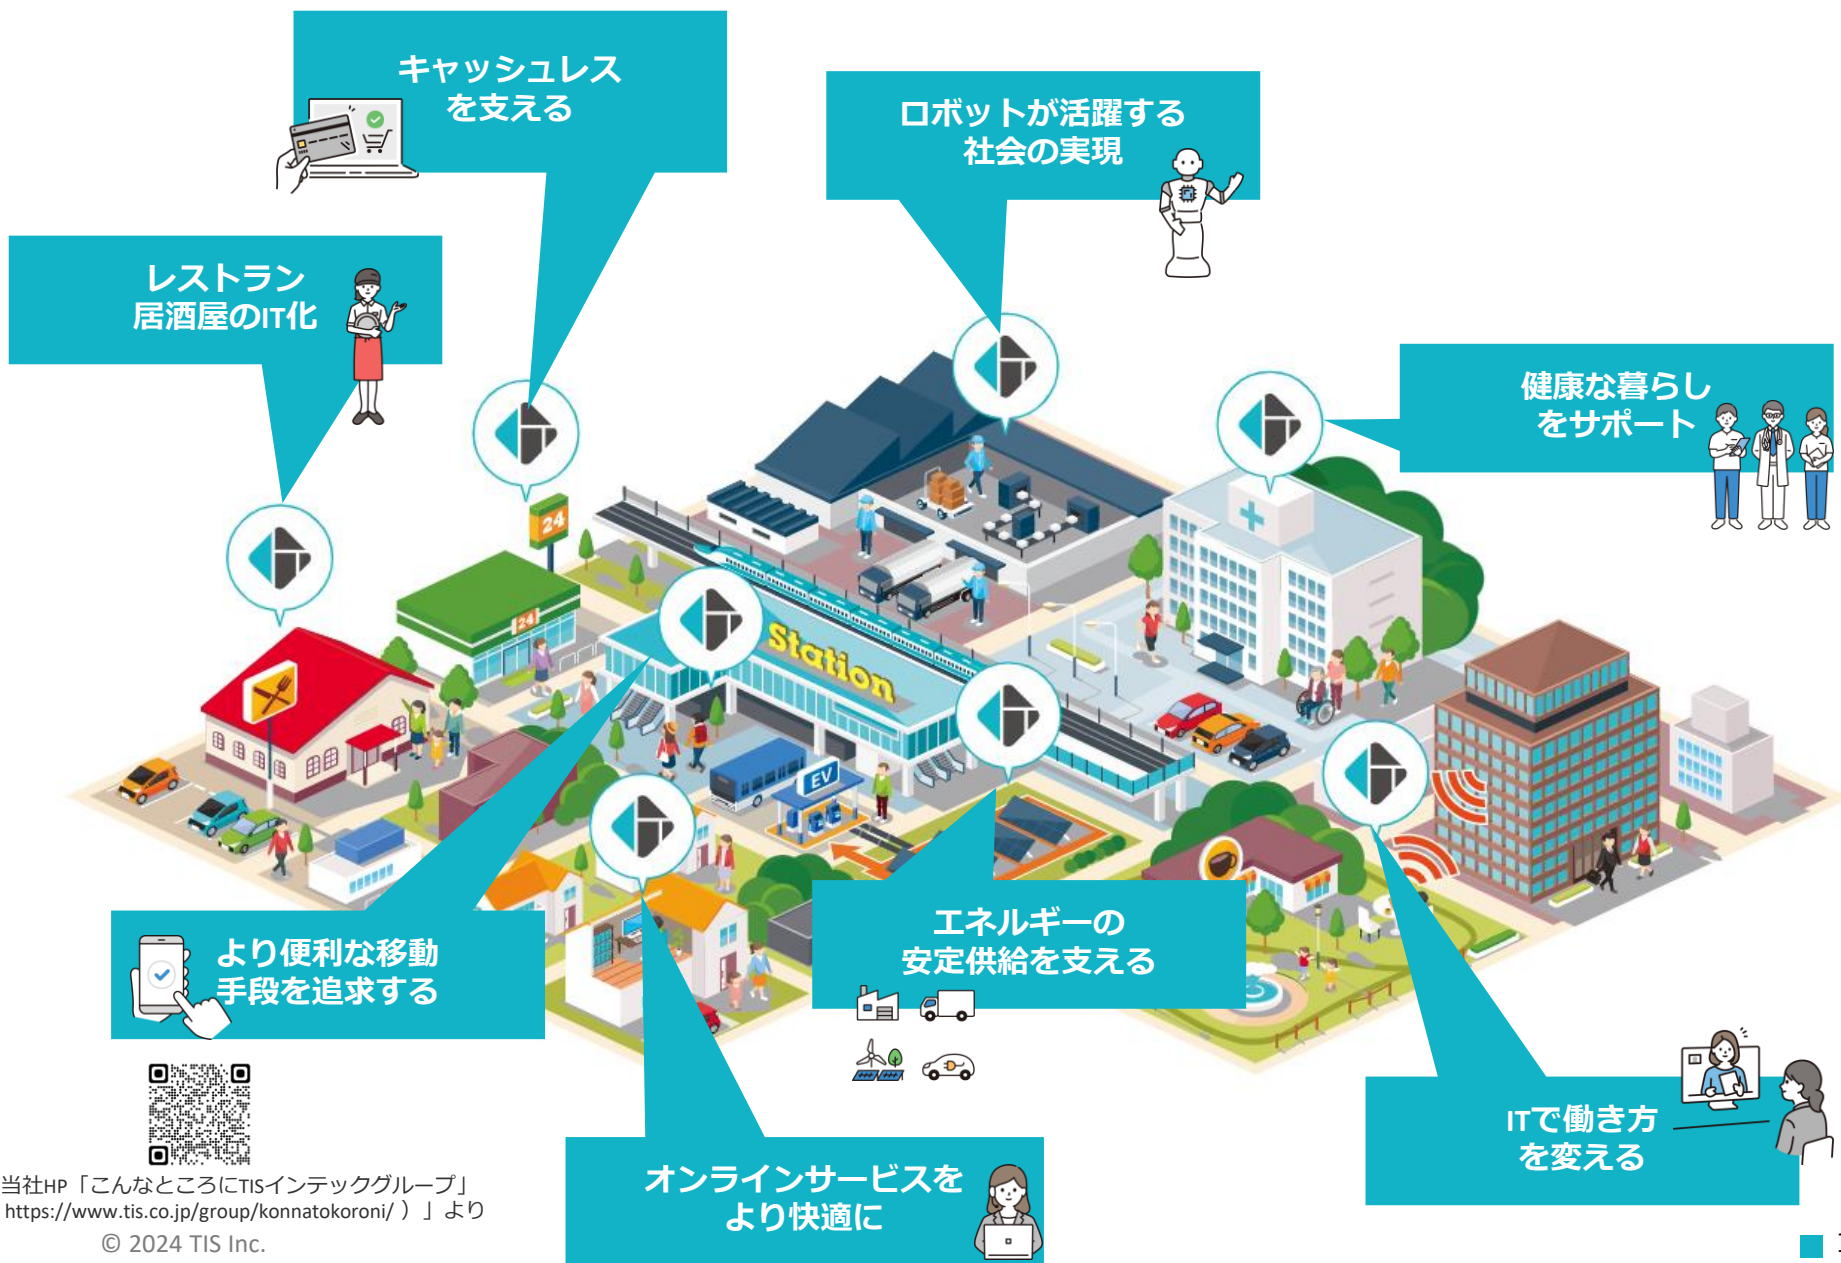 キャッシュレス
を支える
ロボットが活躍する
社会の実現
レストラン
居酒屋のIT化
健康な暮らし
をサポート
24
24
Station
EV
エネルギーの
安定供給を支える
より便利な移動
手段を追求する
ITで働き方
を変える
オンラインサービスを
より快適に
当社HP「こんなところにTISインテックグループ」
https://www.tis.co.jp/group/konnatokoroni/ ）」より
© 2024 TIS Inc.